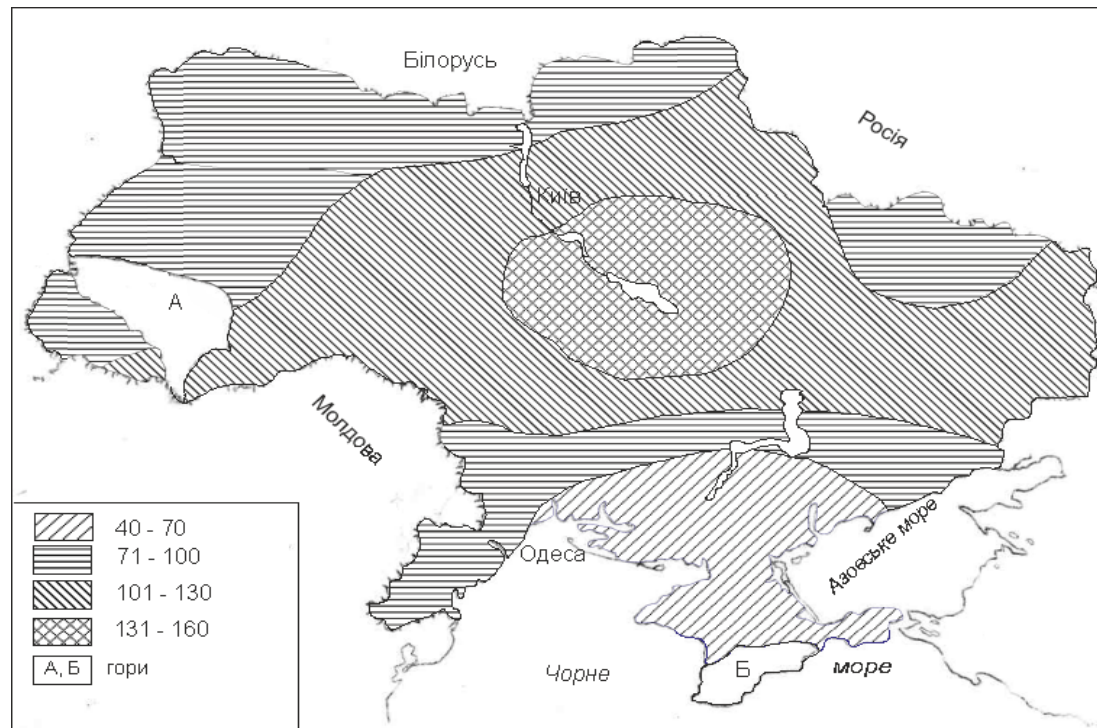 Білорусь
Росія
Київ
А
Молдова
Азовське море
Одеса
Чорне
море
Б
40 - 70
71 - 100
101 - 130
131 - 160
А, Б гори